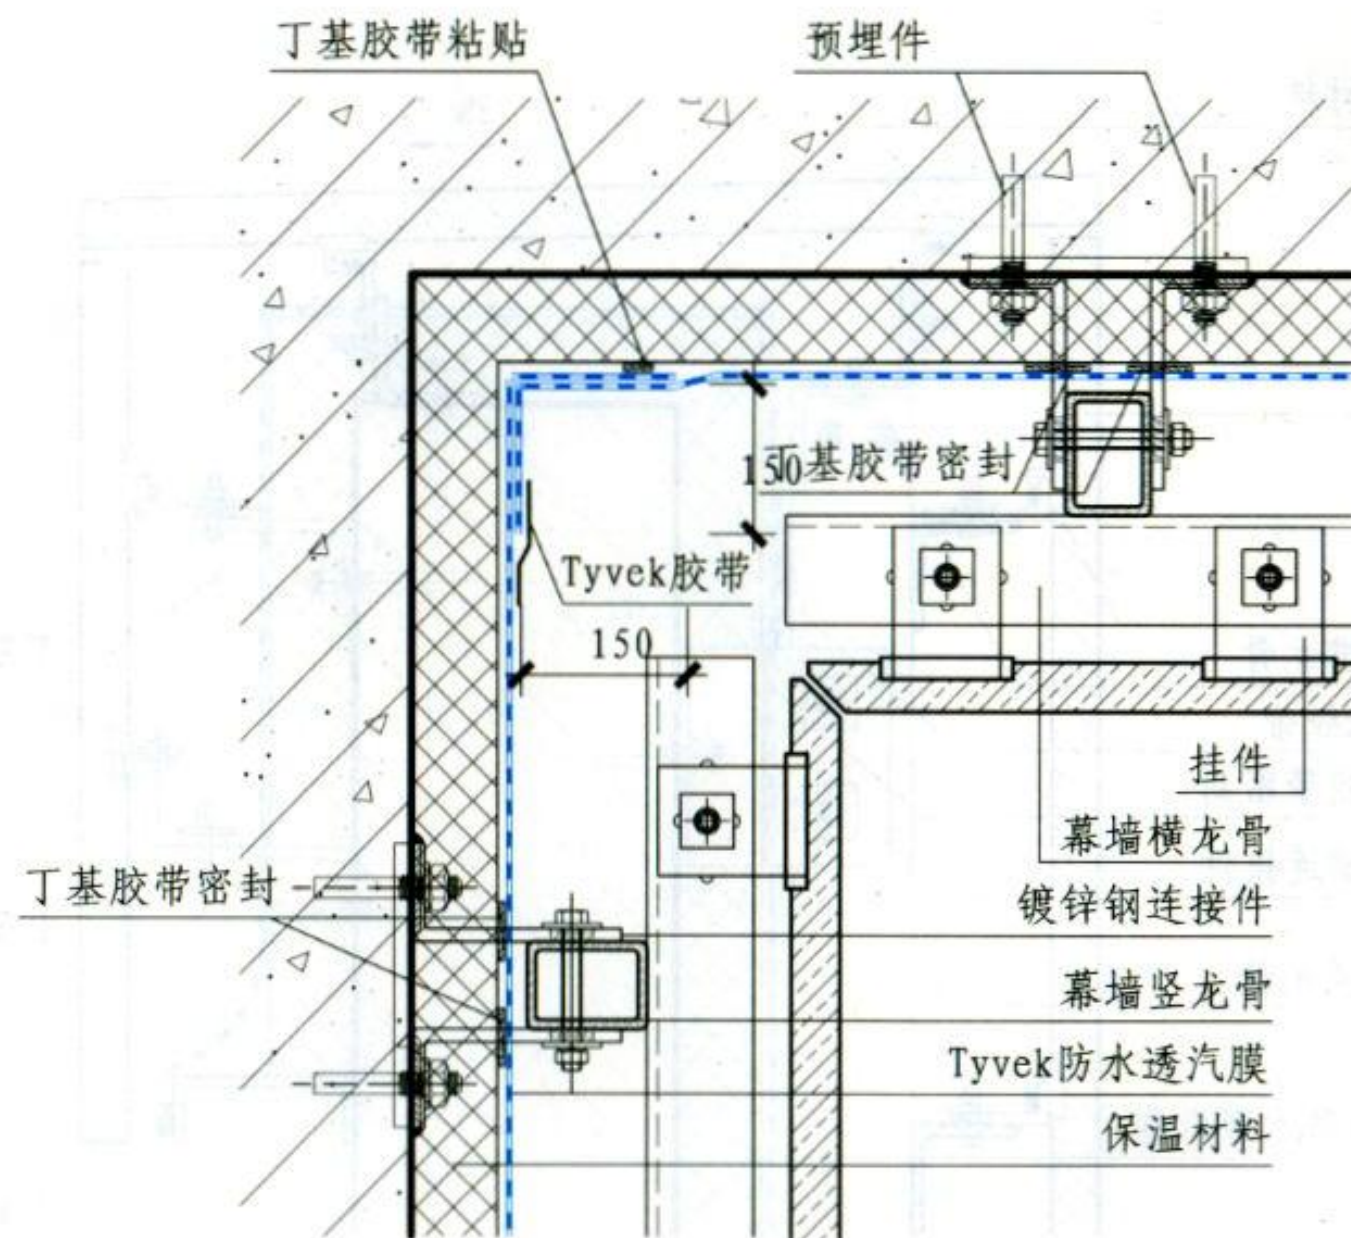 丁基胶带粘贴
预埋件
150
丁基胶带密封
Tyvek胶带
150
挂件
幕墙横龙骨
丁基胶带密封
镀锌钢连接件
幕墙竖龙骨
Tyvek防水透汽膜
保温材料